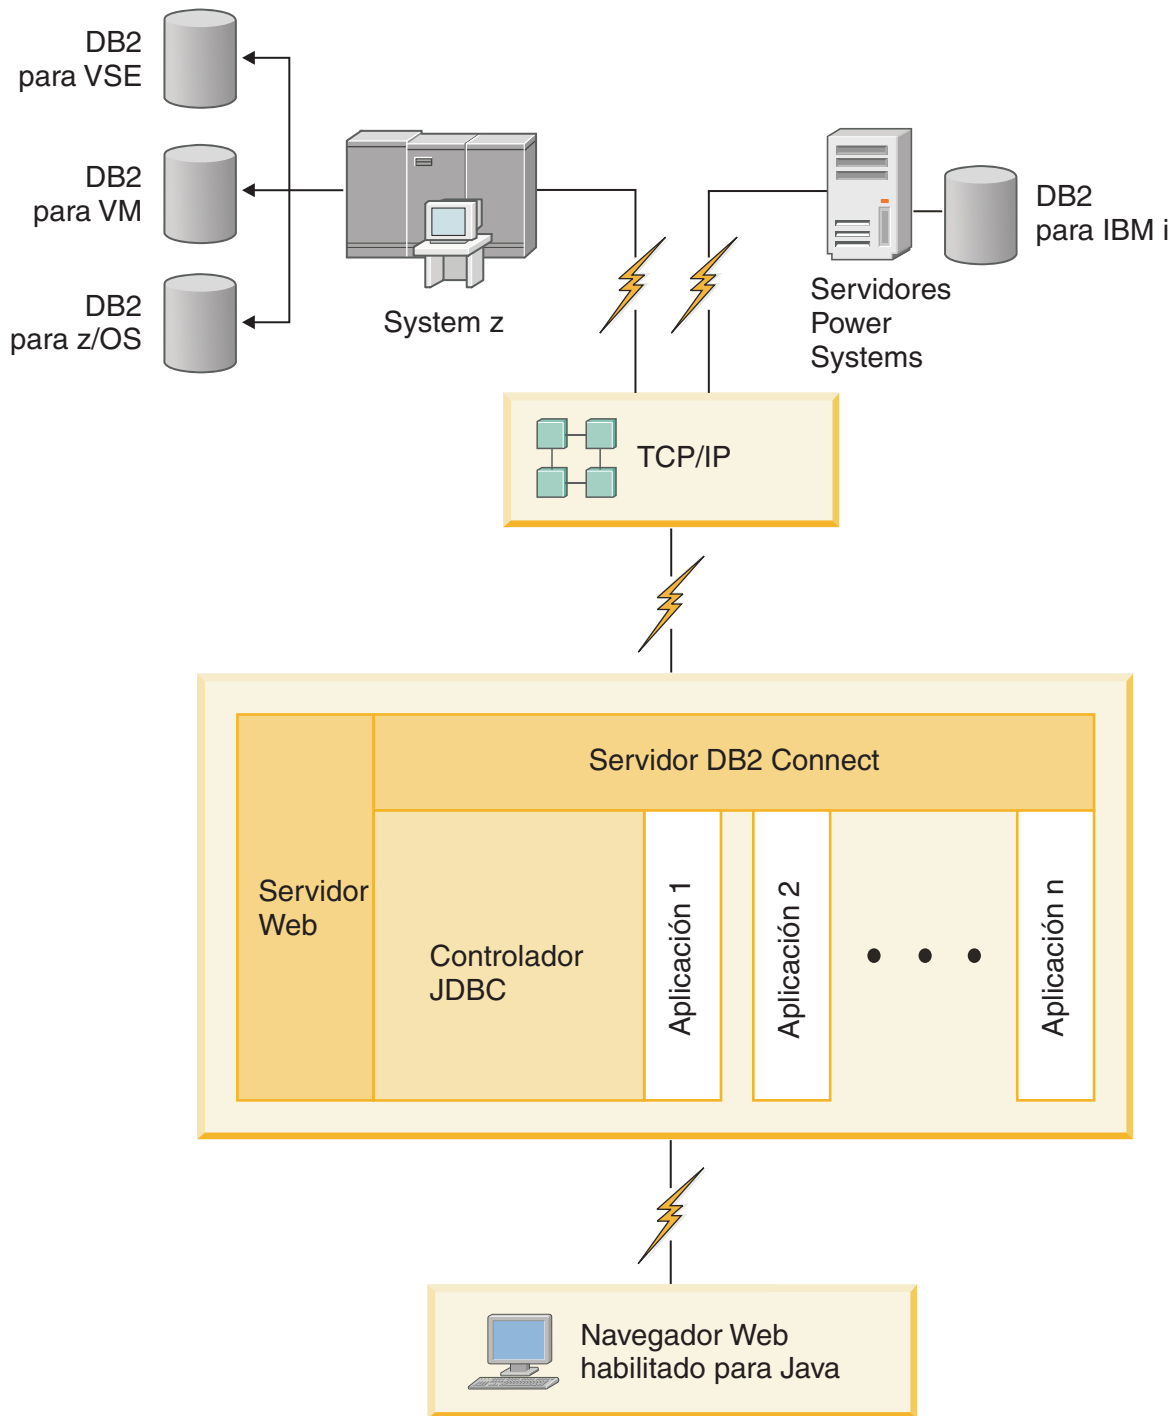 DB2
para VSE
DB2
para VM
DB2
para z/OS
System z
DB2
para IBM i
Servidores
Power
Systems
TCP/IP
Servidor DB2 Connect
Servidor
Web
Controlador
JDBC
Aplicación 1
Aplicación 2
Aplicación n
Navegador Web
habilitado para Java